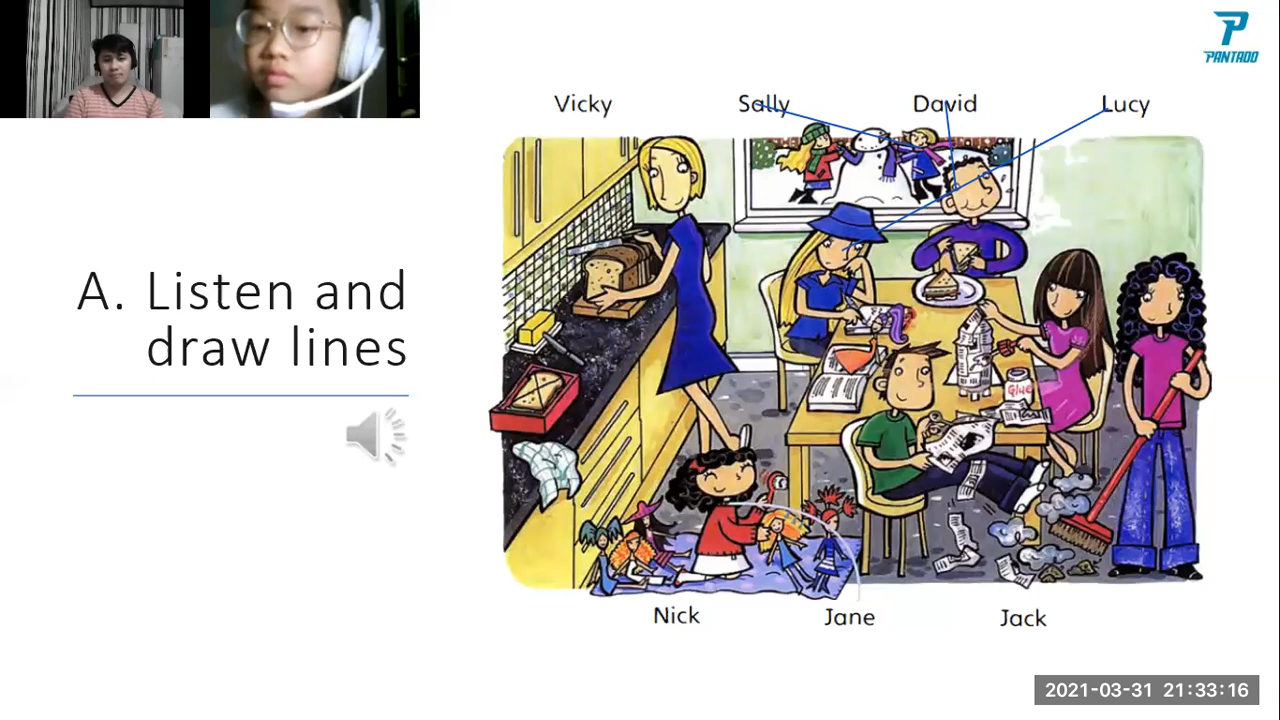 PANTADO
Vicky Sally David Lucy
A. Listen and
draw lines
Glue
Nick Jane Jack
2021-03-31 21:33:16